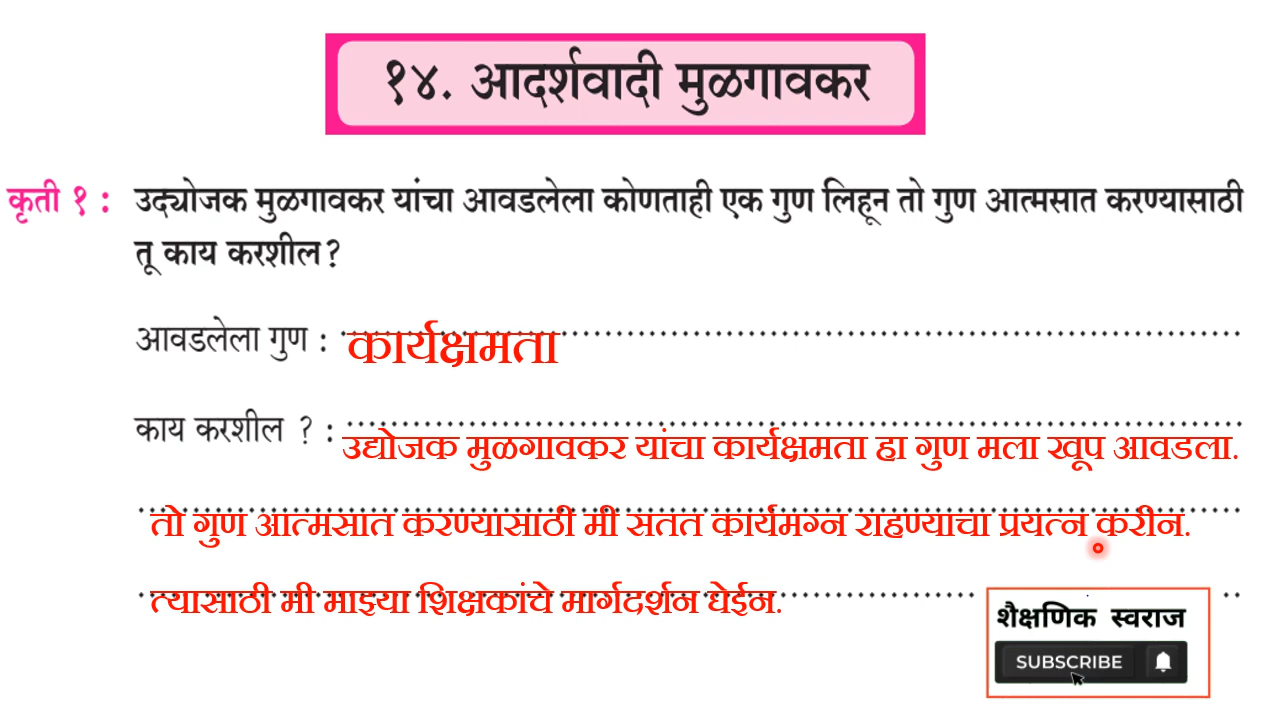 १४. आदर्शवादी मुळगावकर
कृती १ : उद्योजक मुळगावकर यांचा आवडलेला कोणताही एक गुण लिहून तो गुण आत्मसात करण्यासाठी
तू काय करशील?
आवडलेला गुण : कार्यक्षमता
काय करशील ? : उद्योजक मुळगावकर यांचा कार्यक्षमता हा गुण मला खूप आवडला.
तो गुण आत्मसात करण्यासाठी मी सतत कार्यमग्न राहण्याचा प्रयत्न करीन.
त्यासाठी मी माझ्या शिक्षकांचे मार्गदर्शन घेईन.
शैक्षणिक स्वराज
SUBSCRIBE